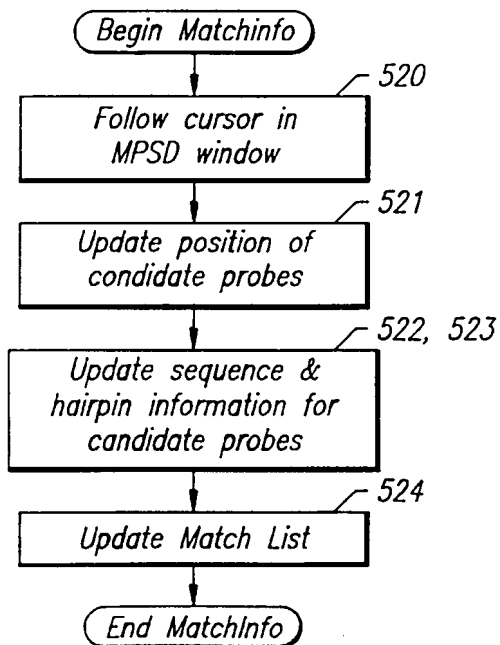 Begin Matchinfo
520
Follow cursor in
MPSD window
521
Update position of
condidate probes
522, 523
Update sequence &
hairpin information for
candidate probes
524
Update Match List
End MatchInfo